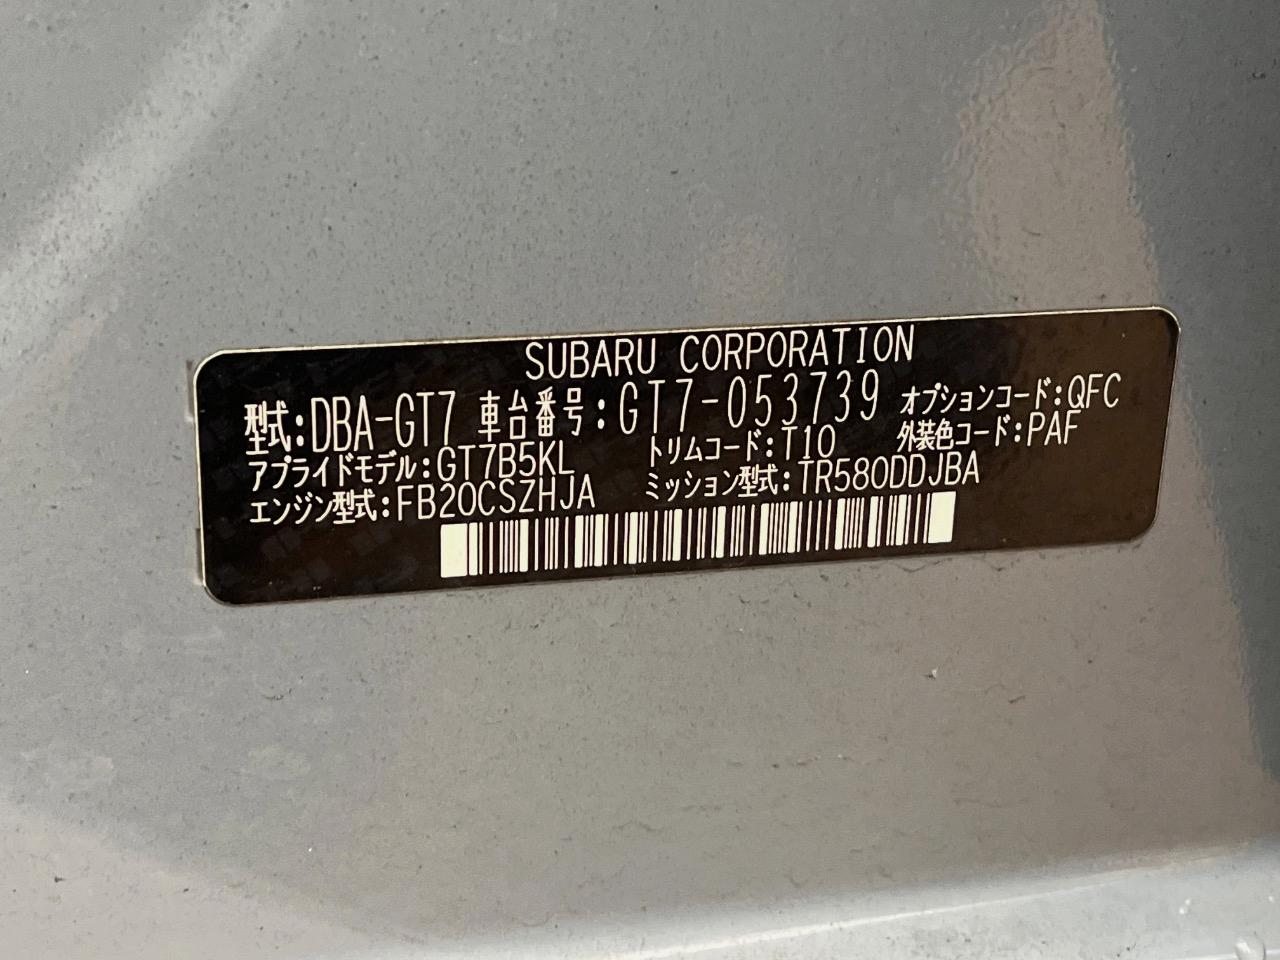 SUBARU CORPORATION
型式:DBA-GT7 車台番号:GT7-053739 オプションコード:QFC
アプライドモデル:GT7B5KL トリムコード:T10 外装色コード:PAF
エンジン型式:FB20CSZHJA ミッション型式:TR580DDJBA